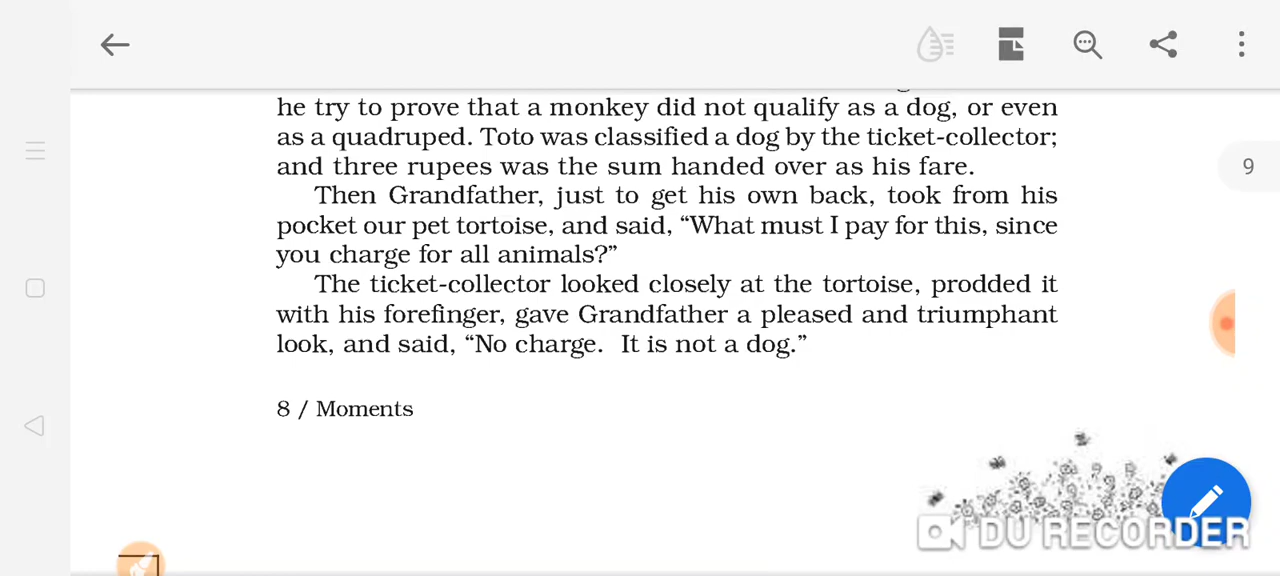 he try to prove that a monkey did not qualify as a dog, or even
as a quadruped. Toto was classified a dog by the ticket-collector;
and three rupees was the sum handed over as his fare.
9
Then Grandfather, just to get his own back, took from his
pocket our pet tortoise, and said, “What must I pay for this, since
you charge for all animals?”
The ticket-collector looked closely at the tortoise, prodded it
with his forefinger, gave Grandfather a pleased and triumphant
look, and said, “No charge.  It is not a dog.”
8 / Moments
DU RECORDER